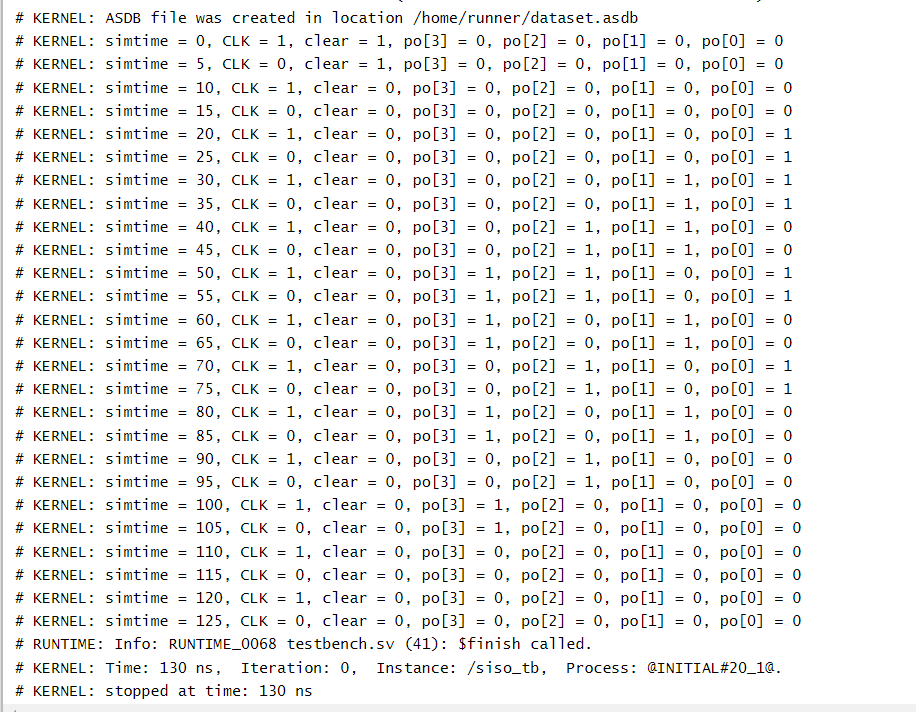 # KERNEL: ASDB file was created in location /home/runner/dataset.asdb
# KERNEL: simtime = 0, CLK = 1, clear = 1, po[3] = 0, po[2] = 0, po[1] = 0, po[0] = 0
# KERNEL: simtime = 5, CLK = 0, clear = 1, po[3] = 0, po[2] = 0, po[1] = 0, po[0] = 0
# KERNEL: simtime = 10, CLK = 1, clear = 0, po[3] = 0, po[2] = 0, po[1] = 0, po[0] = 0
# KERNEL: simtime = 15, CLK = 0, clear = 0, po[3] = 0, po[2] = 0, po[1] = 0, po[0] = 0
# KERNEL: simtime = 20, CLK = 1, clear = 0, po[3] = 0, po[2] = 0, po[1] = 0, po[0] = 1
# KERNEL: simtime = 25, CLK = 0, clear = 0, po[3] = 0, po[2] = 0, po[1] = 0, po[0] = 1
# KERNEL: simtime = 30, CLK = 1, clear = 0, po[3] = 0, po[2] = 0, po[1] = 1, po[0] = 1
# KERNEL: simtime = 35, CLK = 0, clear = 0, po[3] = 0, po[2] = 0, po[1] = 1, po[0] = 1
# KERNEL: simtime = 40, CLK = 1, clear = 0, po[3] = 0, po[2] = 1, po[1] = 1, po[0] = 0
# KERNEL: simtime = 45, CLK = 0, clear = 0, po[3] = 0, po[2] = 1, po[1] = 1, po[0] = 0
# KERNEL: simtime = 50, CLK = 1, clear = 0, po[3] = 1, po[2] = 1, po[1] = 0, po[0] = 1
# KERNEL: simtime = 55, CLK = 0, clear = 0, po[3] = 1, po[2] = 1, po[1] = 0, po[0] = 1
# KERNEL: simtime = 60, CLK = 1, clear = 0, po[3] = 1, po[2] = 0, po[1] = 1, po[0] = 0
# KERNEL: simtime = 65, CLK = 0, clear = 0, po[3] = 1, po[2] = 0, po[1] = 1, po[0] = 0
# KERNEL: simtime = 70, CLK = 1, clear = 0, po[3] = 0, po[2] = 1, po[1] = 0, po[0] = 1
# KERNEL: simtime = 75, CLK = 0, clear = 0, po[3] = 0, po[2] = 1, po[1] = 0, po[0] = 1
# KERNEL: simtime = 80, CLK = 1, clear = 0, po[3] = 1, po[2] = 0, po[1] = 1, po[0] = 0
# KERNEL: simtime = 85, CLK = 0, clear = 0, po[3] = 1, po[2] = 0, po[1] = 1, po[0] = 0
# KERNEL: simtime = 90, CLK = 1, clear = 0, po[3] = 0, po[2] = 1, po[1] = 0, po[0] = 0
# KERNEL: simtime = 95, CLK = 0, clear = 0, po[3] = 0, po[2] = 1, po[1] = 0, po[0] = 0
# KERNEL: simtime = 100, CLK = 1, clear = 0, po[3] = 1, po[2] = 0, po[1] = 0, po[0] = 0
# KERNEL: simtime = 105, CLK = 0, clear = 0, po[3] = 1, po[2] = 0, po[1] = 0, po[0] = 0
# KERNEL: simtime = 110, CLK = 1, clear = 0, po[3] = 0, po[2] = 0, po[1] = 0, po[0] = 0
# KERNEL: simtime = 115, CLK = 0, clear = 0, po[3] = 0, po[2] = 0, po[1] = 0, po[0] = 0
# KERNEL: simtime = 120, CLK = 1, clear = 0, po[3] = 0, po[2] = 0, po[1] = 0, po[0] = 0
# KERNEL: simtime = 125, CLK = 0, clear = 0, po[3] = 0, po[2] = 0, po[1] = 0, po[0] = 0
# RUNTIME: Info: RUNTIME_0068 testbench.sv (41): $finish called.
# KERNEL: Time: 130 ns,  Iteration: 0,  Instance: /siso_tb,  Process: @INITIAL#20_1@.
# KERNEL: stopped at time: 130 ns